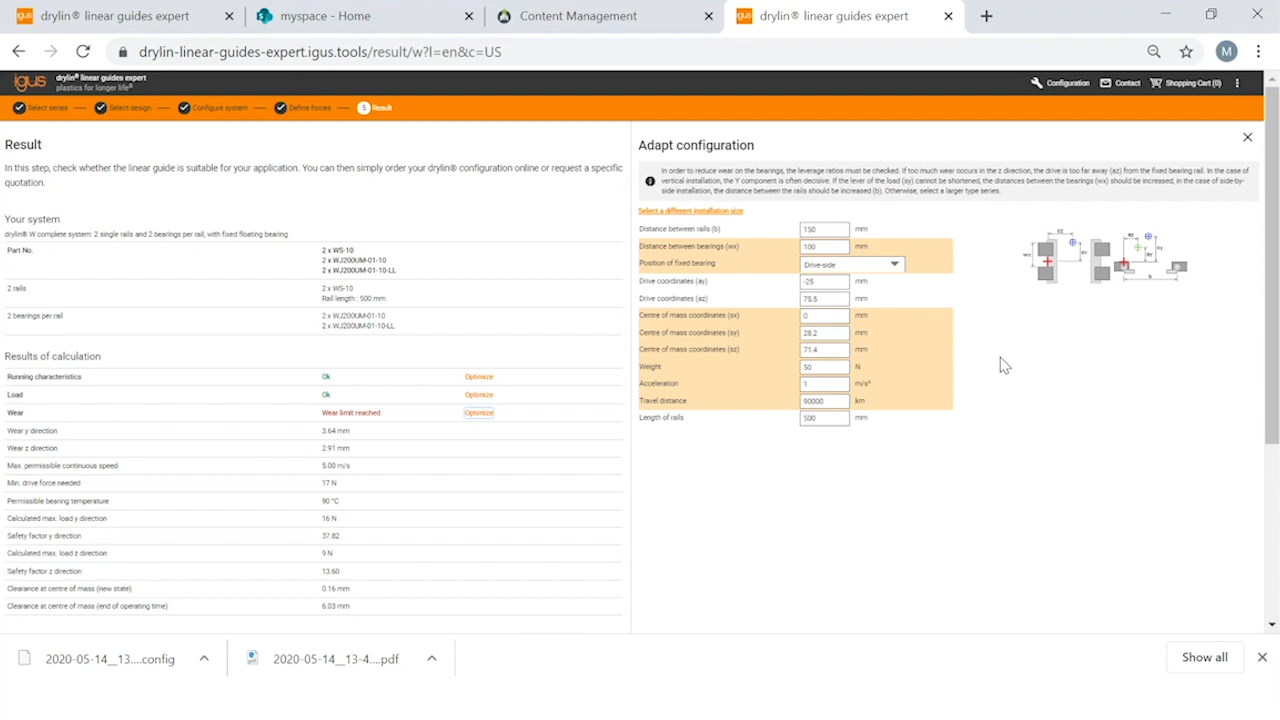 drylin® linear guides expert
myspace - Home
Content Management
drylin® linear guides expert
drylin-linear-guides-expert.igus.tools/result/w?l=en&c=US
M
igus
drylin® linear guides expert
plastics for longer life®
Configuration
Contact
Shopping Cart (0)
Select series
Select design
Configure system
Define forces
5 Result
Result
In this step, check whether the linear guide is suitable for your application. You can then simply order your drylin® configuration online or request a specific
quotation.
Your system
drylin® W complete system: 2 single rails and 2 bearings per rail, with fixed floating bearing
Part No.
2 x WS-10
2 x WJ200UM-01-10
2 x WJ200UM-01-10-LL
2 rails
2 x WS-10
Rail length : 500 mm
2 bearings per rail
2 x WJ200UM-01-10
2 x WJ200UM-01-10-LL
Results of calculation
Running characteristics Ok Optimize
Load Ok Optimize
Wear Wear limit reached Optimize
Wear y direction 3.64 mm
Wear z direction 2.91 mm
Max. permissible continuous speed 5.00 m/s
Min. drive force needed 17 N
Permissible bearing temperature 90 °C
Calculated max. load y direction 16 N
Safety factor y direction 37.82
Calculated max. load z direction 9 N
Safety factor z direction 13.60
Clearance at centre of mass (new state) 0.16 mm
Clearance at centre of mass (end of operating time) 6.03 mm
Adapt configuration
In order to reduce wear on the bearings, the leverage ratios must be checked. If too much wear occurs in the z direction, the drive is too far away (az) from the fixed bearing rail. In the case of
vertical installation, the Y component is often decisive. If the lever of the load (sy) cannot be shortened, the distances between the bearings (wx) should be increased; in the case of side-by-
side installation, the distance between the rails should be increased (b). Otherwise, select a larger type series.
Select a different installation size
Distance between rails (b) 150 mm
Distance between bearings (wx) 100 mm
Position of fixed bearing Drive-side
Drive coordinates (ay) -25 mm
Drive coordinates (az) 75.5 mm
Centre of mass coordinates (sx) 0 mm
Centre of mass coordinates (sy) 28.2 mm
Centre of mass coordinates (sz) 71.4 mm
Weight 50 N
Acceleration 1 m/s²
Travel distance 90000 km
Length of rails 500 mm
wx
b
2020-05-14__13....config
2020-05-14__13-4....pdf
Show all